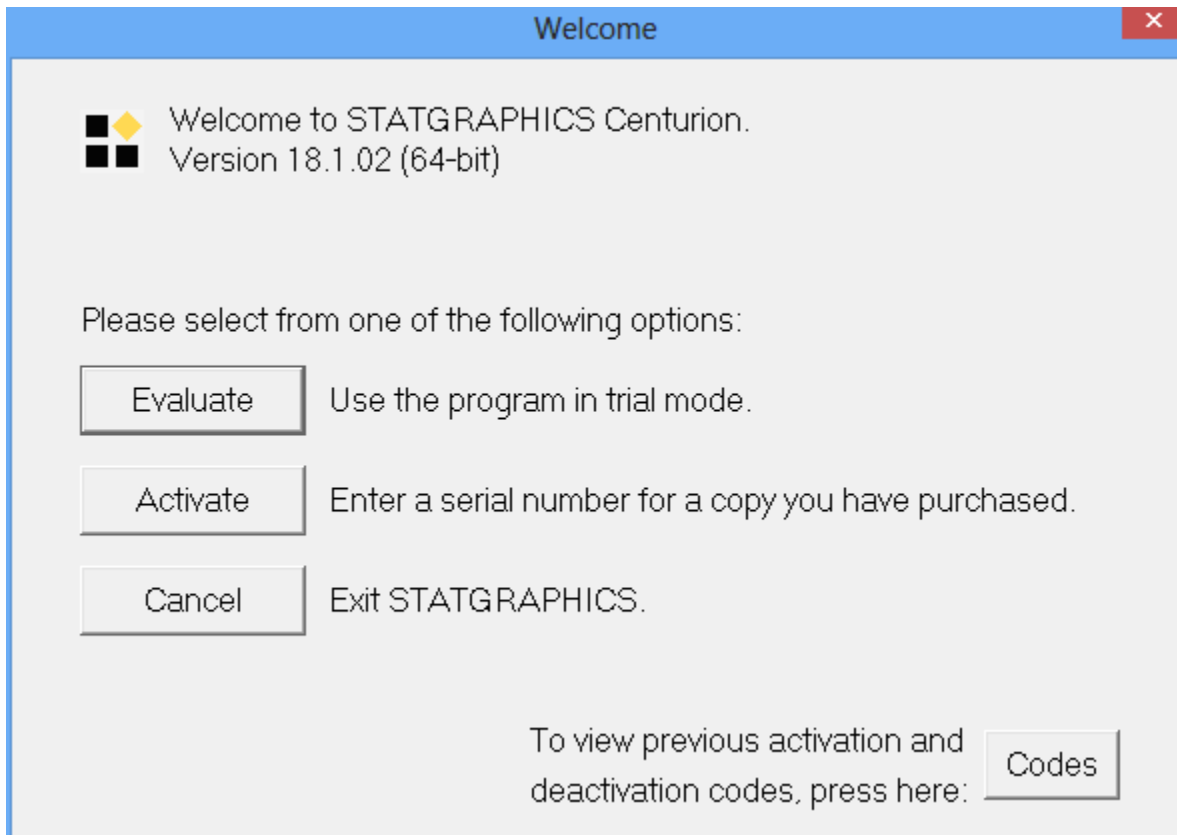 Welcome
Welcome to STATGRAPHICS Centurion.
Version 18.1.02 (64-bit)
Please select from one of the following options:
Evaluate Use the program in trial mode.
Activate Enter a serial number for a copy you have purchased.
Cancel Exit STATGRAPHICS.
To view previous activation and
deactivation codes, press here: Codes